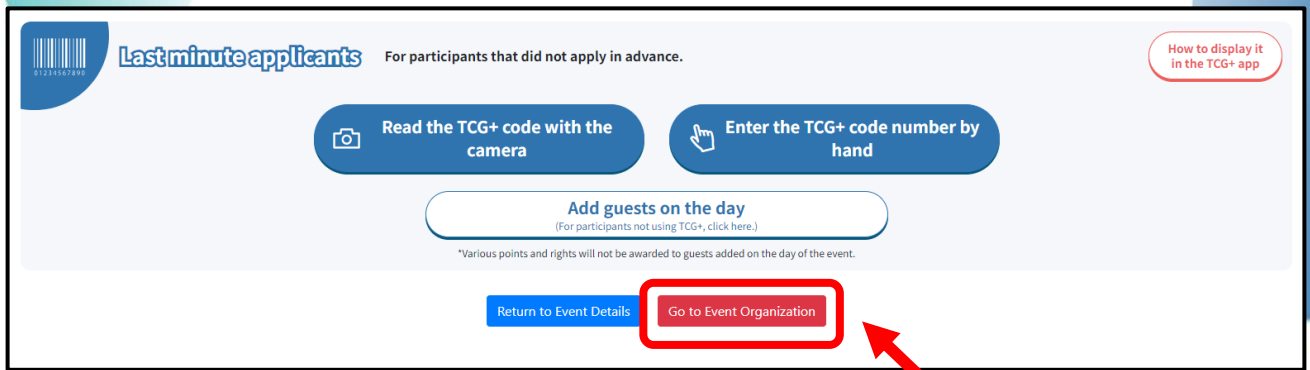 01234567890
Last minute applicants
For participants that did not apply in advance.
How to display it
in the TCG+ app
Read the TCG+ code with the
camera
Enter the TCG+ code number by
hand
Add guests on the day
(For participants not using TCG+, click here.)
*Various points and rights will not be awarded to guests added on the day of the event.
Return to Event Details
Go to Event Organization